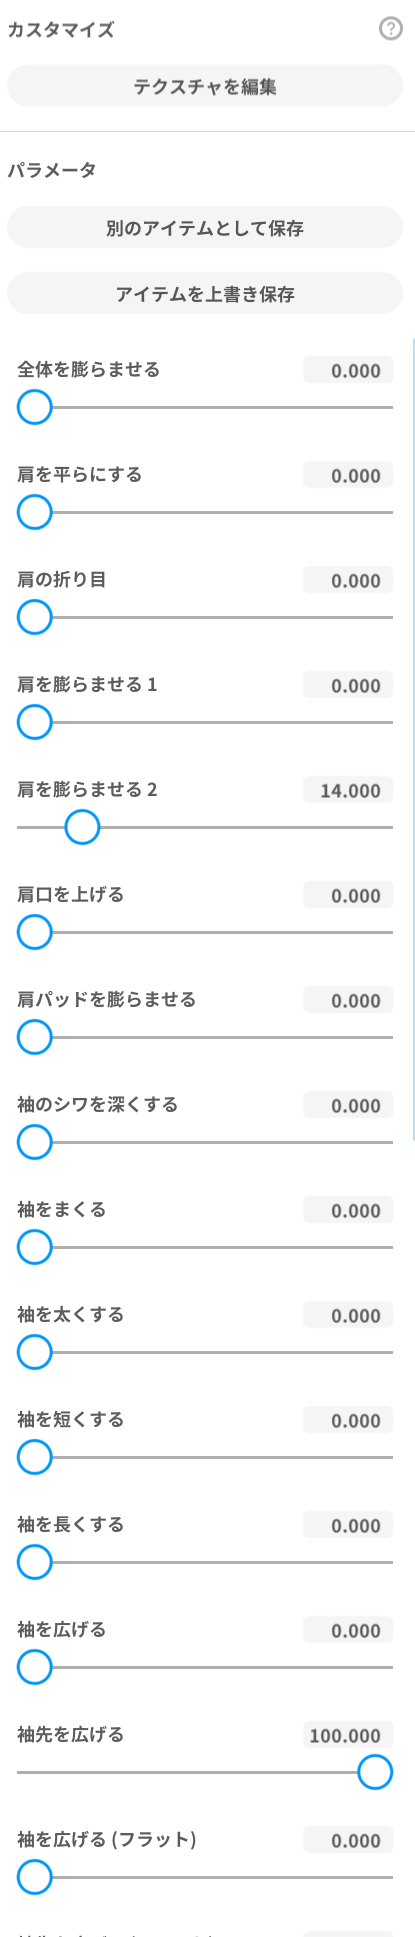 カスタマイズ
?
テクスチャを編集
パラメータ
別のアイテムとして保存
アイテムを上書き保存
全体を膨らませる 0.000
肩を平らにする 0.000
肩の折り目 0.000
肩を膨らませる 1 0.000
肩を膨らませる 2 14.000
肩口を上げる 0.000
肩パッドを膨らませる 0.000
袖のシワを深くする 0.000
袖をまくる 0.000
袖を太くする 0.000
袖を短くする 0.000
袖を長くする 0.000
袖を広げる 0.000
袖先を広げる 100.000
袖を広げる (フラット) 0.000